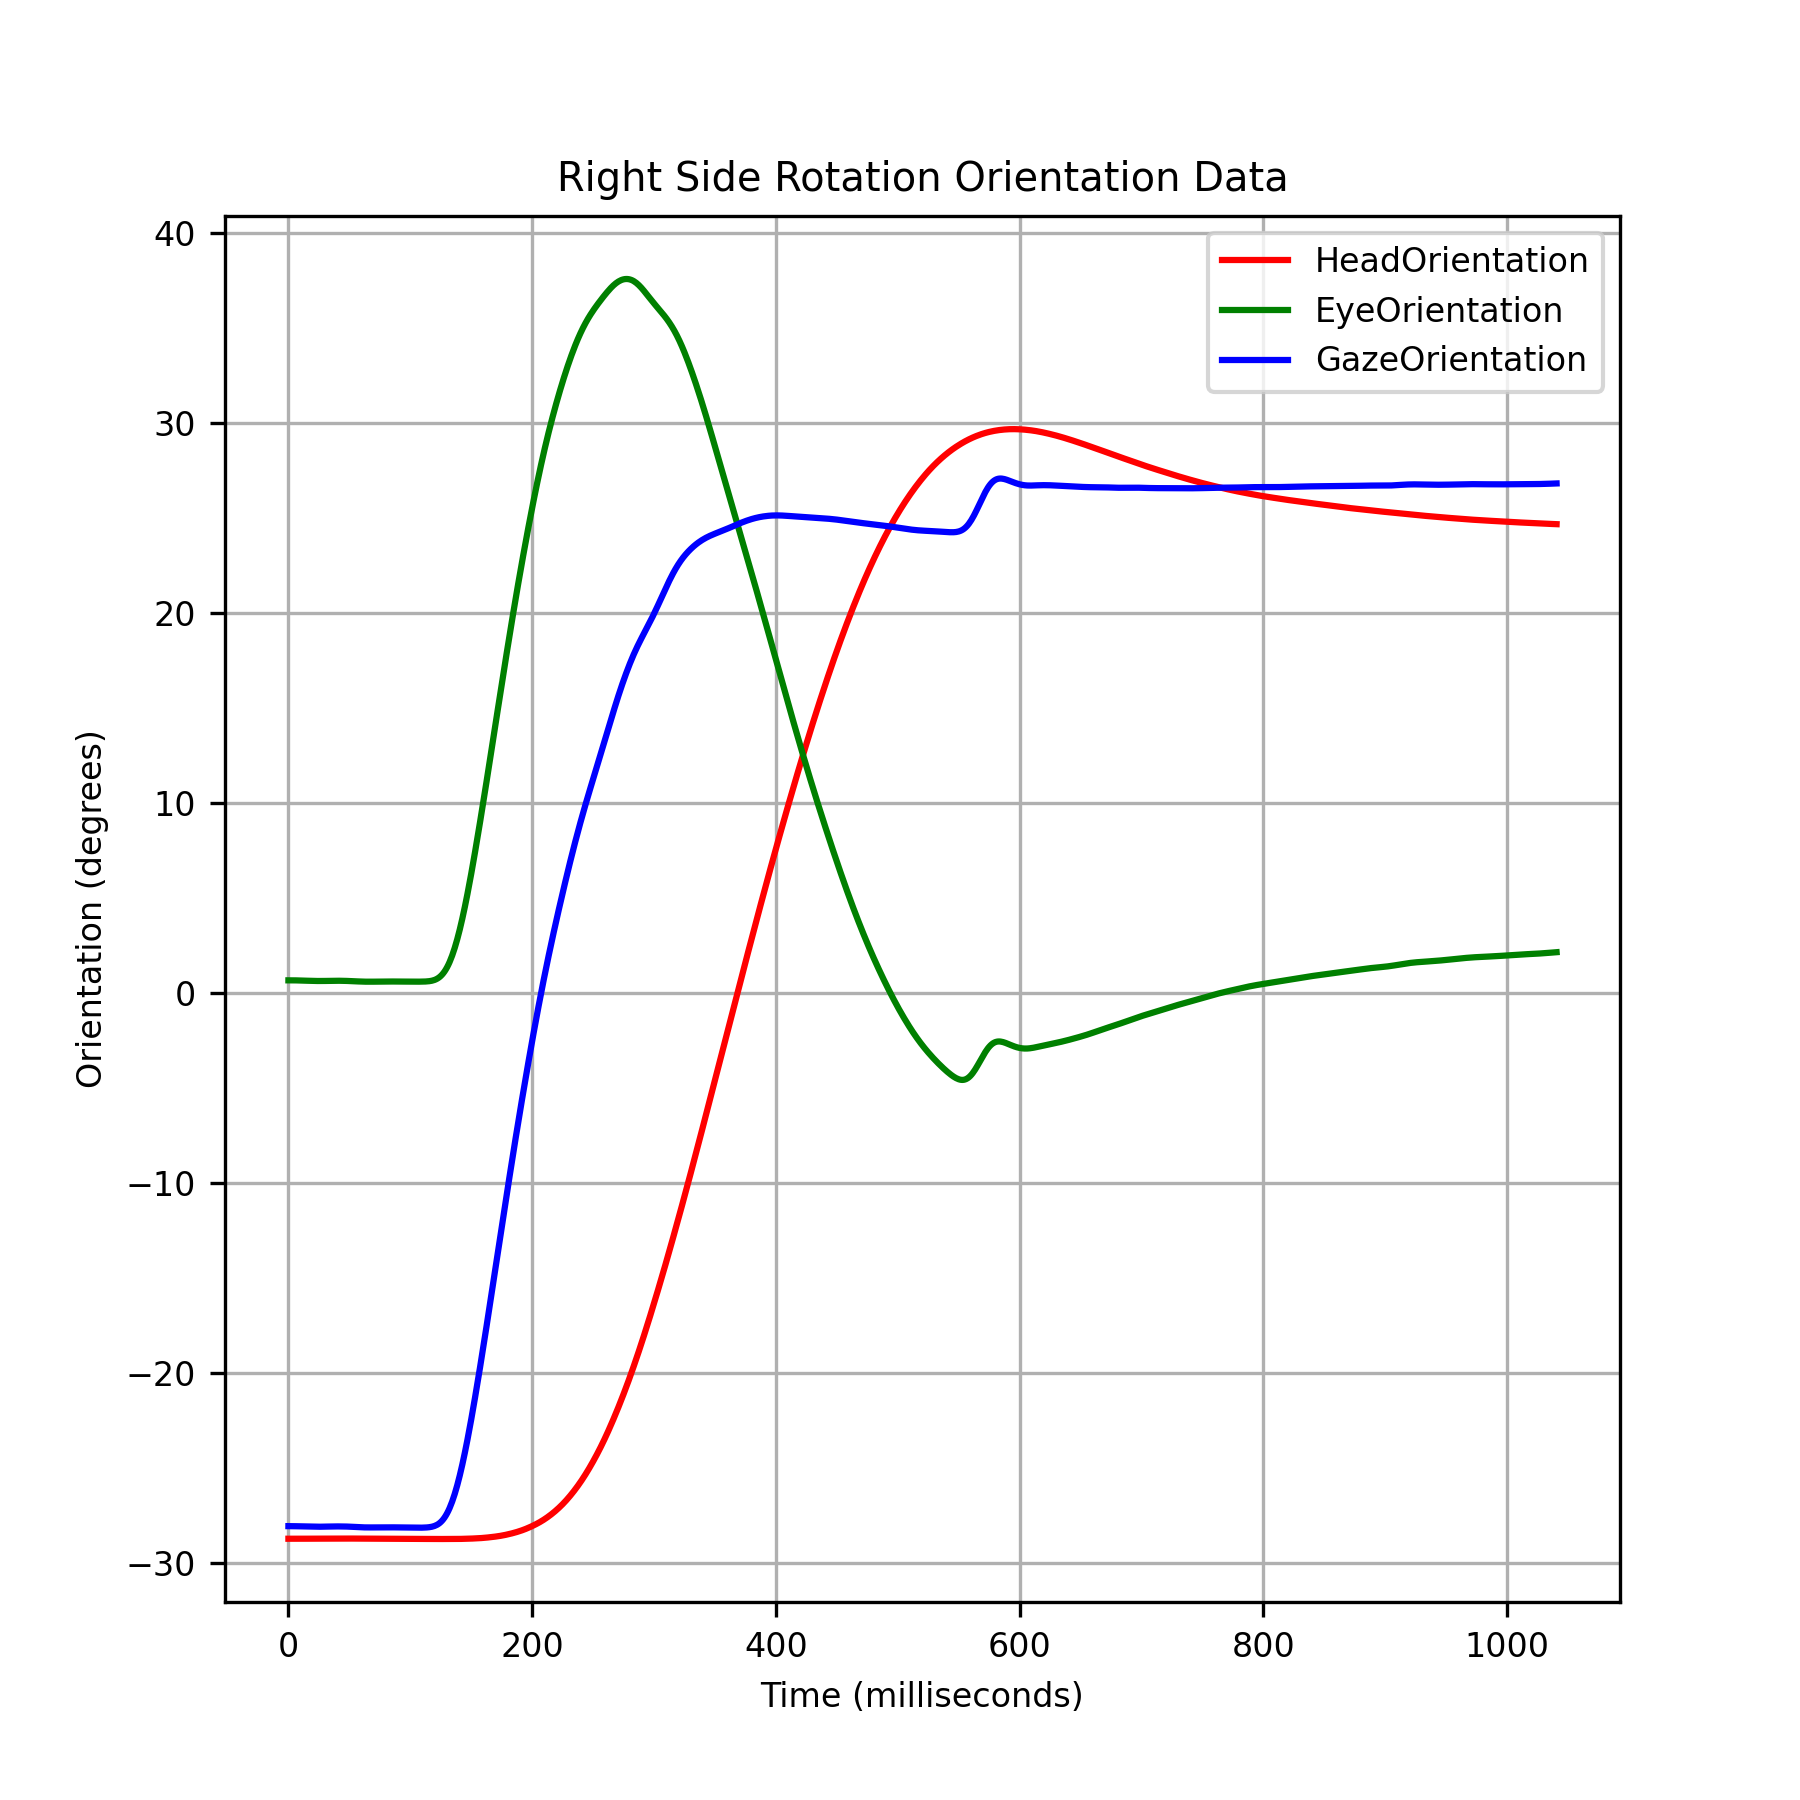 Right Side Rotation Orientation Data
HeadOrientation
EyeOrientation
GazeOrientation
Orientation (degrees)
40
30
20
10
0
−10
−20
−30
0 200 400 600 800 1000
Time (milliseconds)